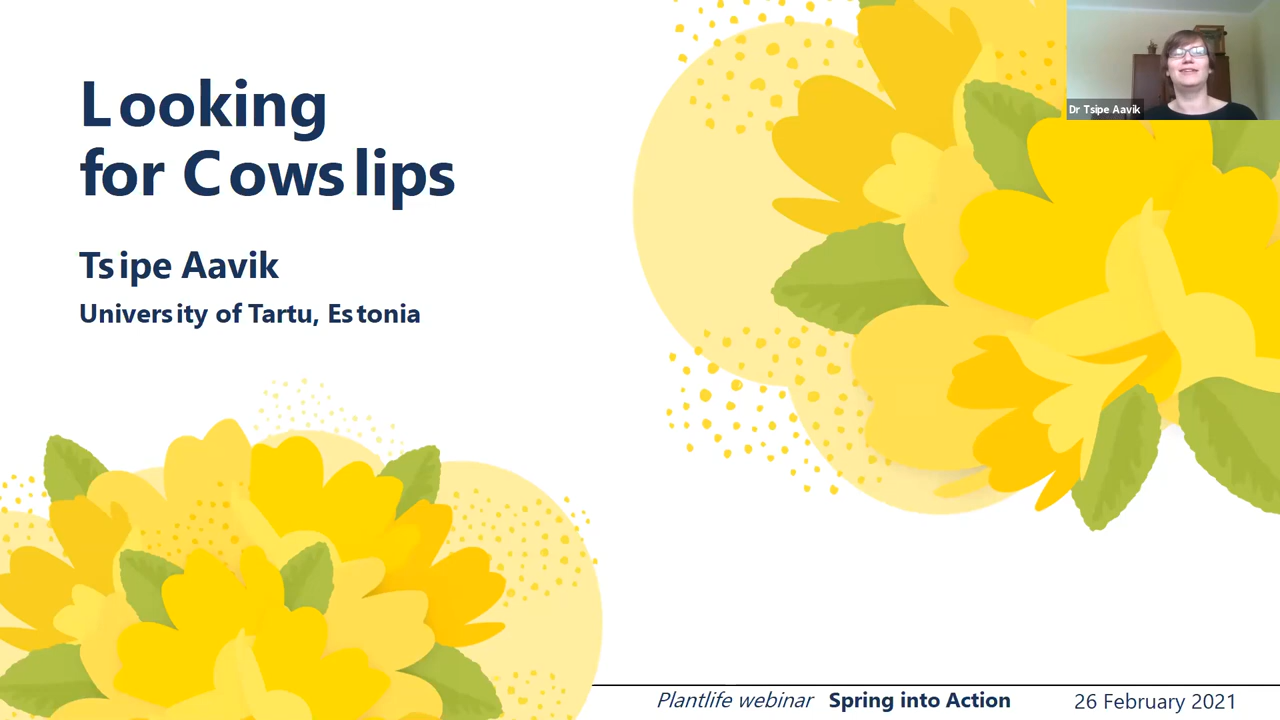 Looking
for Cowslips
Tsipe Aavik
University of Tartu, Estonia
Dr Tsipe Aavik
Plantlife webinar Spring into Action 26 February 2021